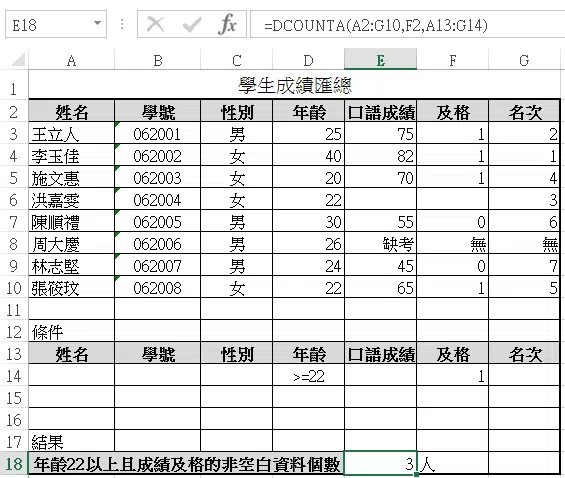 E18 fx =DCOUNTA(A2:G10,F2,A13:G14)
A B C D E F G
1 學生成績匯總
2 姓名 學號 性別 年齡 口語成績 及格 名次
3 王立人 062001 男 25 75 1 2
4 李玉佳 062002 女 40 82 1 1
5 施文惠 062003 女 20 70 1 4
6 洪嘉雯 062004 女 22 3
7 陳順禮 062005 男 30 55 0 6
8 周大慶 062006 男 26 缺考 無 無
9 林志堅 062007 男 24 45 0 7
10 張筱玟 062008 女 22 65 1 5
11
12 條件
13 姓名 學號 性別 年齡 口語成績 及格 名次
14 >=22 1
15
16
17 結果
18 年齡22以上且成績及格的非空白資料個數 3 人